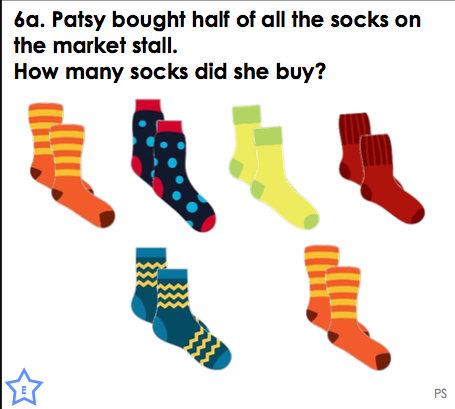 6a. Patsy bought half of all the socks on
the market stall.
How many socks did she buy?
E
PS